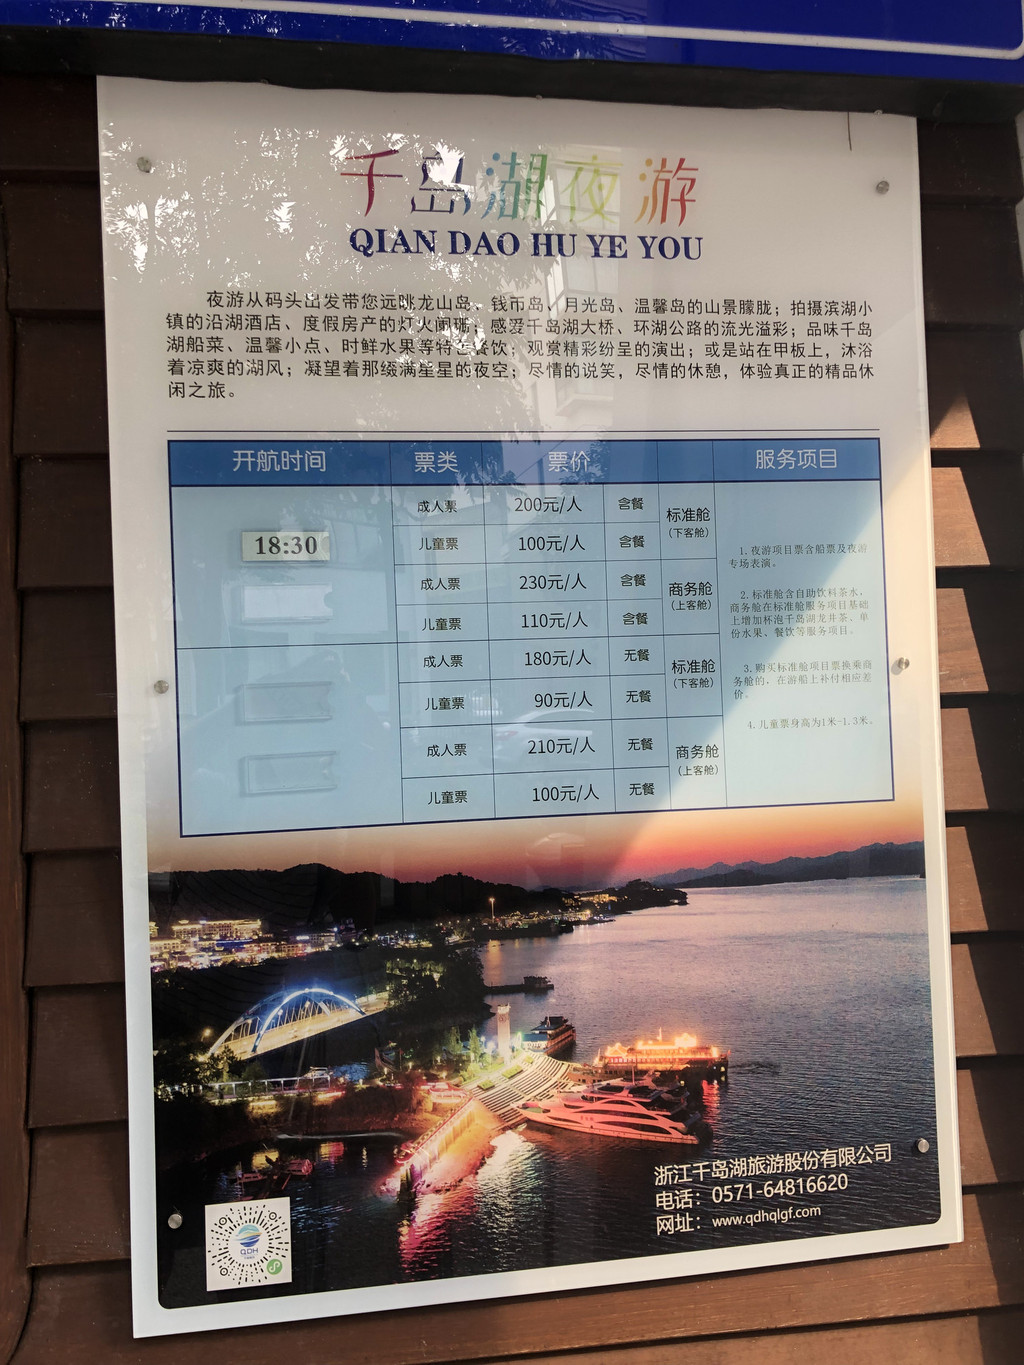 千岛湖夜游
QIAN DAO HU YE YOU
夜游从码头出发带您远眺龙山岛、钱币岛、月光岛、温馨岛的山景朦胧；拍摄滨湖小
镇的沿湖酒店、度假房产的灯火阑珊；感爱千岛湖大桥、环湖公路的流光溢彩；品味千岛
湖船菜、温馨小点、时鲜水果等特色餐饮；观赏精彩纷呈的演出；或是站在甲板上，沐浴
着凉爽的湖风；凝望着那缀满星星的夜空；尽情的说笑，尽情的休憩，体验真正的精品休
闲之旅。
开航时间 票类 票价 服务项目
18:30
成人票 200元/人 含餐 标准舱
（下客舱）
儿童票 100元/人 含餐
成人票 230元/人 含餐 商务舱
（上客舱）
儿童票 110元/人 含餐
成人票 180元/人 无餐 标准舱
（下客舱）
儿童票 90元/人 无餐
成人票 210元/人 无餐 商务舱
（上客舱）
儿童票 100元/人 无餐
1. 夜游项目票含船票及夜游
专场表演。
2. 标准舱含自助饮料茶水，
商务舱在标准舱服务项目基础
上增加杯泡千岛湖龙井茶、单
份水果、餐饮等服务项目。
3. 购买标准舱项目票换乘商
务舱的，在游船上补付相应差
价。
4. 儿童票身高为1米-1.3米。
浙江千岛湖旅游股份有限公司
电话：0571-64816620
网址：www.qdhqlgf.com
QDH